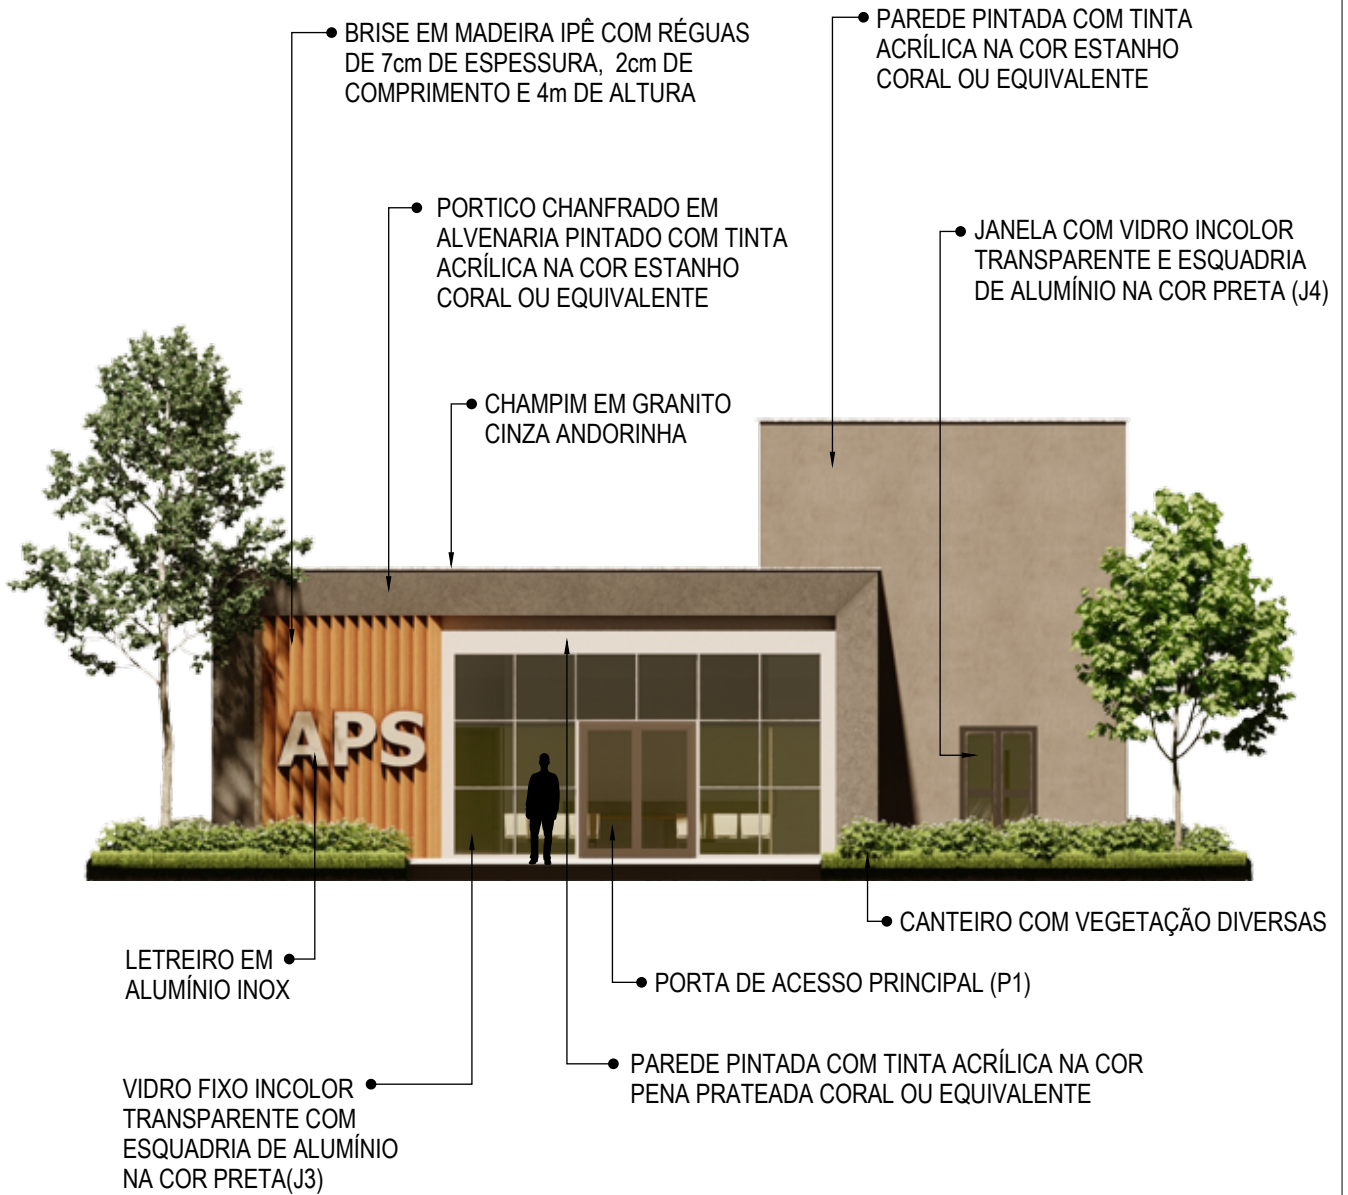 BRISE EM MADEIRA IPÊ COM RÉGUAS
DE 7cm DE ESPESSURA, 2cm DE
COMPRIMENTO E 4m DE ALTURA
PAREDE PINTADA COM TINTA
ACRÍLICA NA COR ESTANHO
CORAL OU EQUIVALENTE
PORTICO CHANFRADO EM
ALVENARIA PINTADO COM TINTA
ACRÍLICA NA COR ESTANHO
CORAL OU EQUIVALENTE
JANELA COM VIDRO INCOLOR
TRANSPARENTE E ESQUADRIA
DE ALUMÍNIO NA COR PRETA (J4)
CHAMPIM EM GRANITO
CINZA ANDORINHA
APS
CANTEIRO COM VEGETAÇÃO DIVERSAS
LETREIRO EM
ALUMÍNIO INOX
PORTA DE ACESSO PRINCIPAL (P1)
PAREDE PINTADA COM TINTA ACRÍLICA NA COR
PENA PRATEADA CORAL OU EQUIVALENTE
VIDRO FIXO INCOLOR
TRANSPARENTE COM
ESQUADRIA DE ALUMÍNIO
NA COR PRETA(J3)